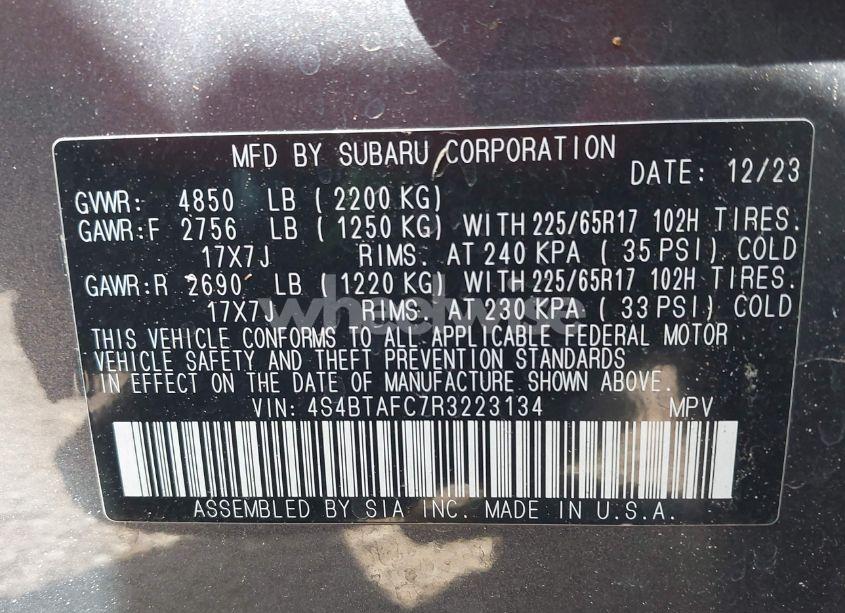 MFD BY SUBARU CORPORATION DATE: 12/23
GVWR: 4850 LB ( 2200 KG)
GAWR:F 2756 LB ( 1250 KG) WITH 225/65R17 102H TIRES.
17X7J RIMS. AT 240 KPA ( 35 PSI) COLD
GAWR:R 2690 LB ( 1220 KG) WITH 225/65R17 102H TIRES.
17X7J RIMS. AT 230 KPA ( 33 PSI) COLD
wheelwise
THIS VEHICLE CONFORMS TO ALL APPLICABLE FEDERAL MOTOR
VEHICLE SAFETY AND THEFT PREVENTION STANDARDS
IN EFFECT ON THE DATE OF MANUFACTURE SHOWN ABOVE.
VIN: 4S4BTAFC7R3223134 MPV
ASSEMBLED BY SIA INC. MADE IN U.S.A.